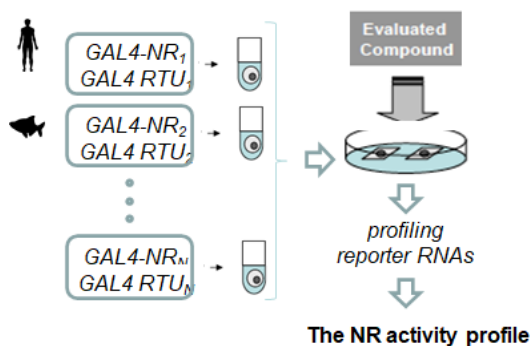 GAL4-NR1
GAL4 RTU1
GAL4-NR2
GAL4 RTU2
GAL4-NRN
GAL4 RTUN
Evaluated
Compound
profiling
reporter RNAs
The NR activity profile